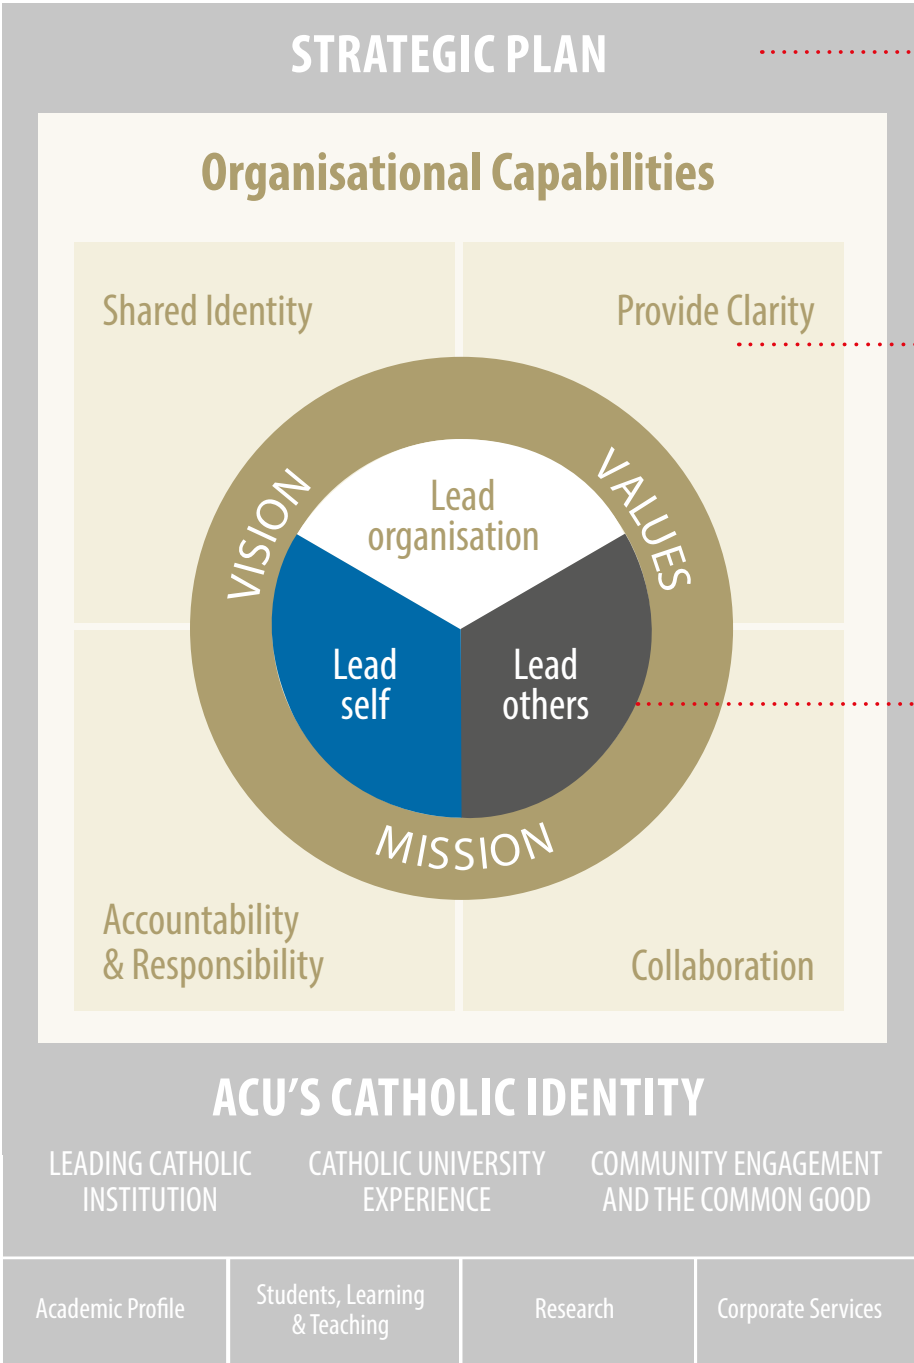 STRATEGIC PLAN
Organisational Capabilities
Shared Identity
Provide Clarity
VISION
VALUES
Lead
organisation
Lead
self
Lead
others
MISSION
Accountability
& Responsibility
Collaboration
ACU'S CATHOLIC IDENTITY
LEADING CATHOLIC
INSTITUTION
CATHOLIC UNIVERSITY
EXPERIENCE
COMMUNITY ENGAGEMENT
AND THE COMMON GOOD
Academic Profile
Students, Learning
& Teaching
Research
Corporate Services